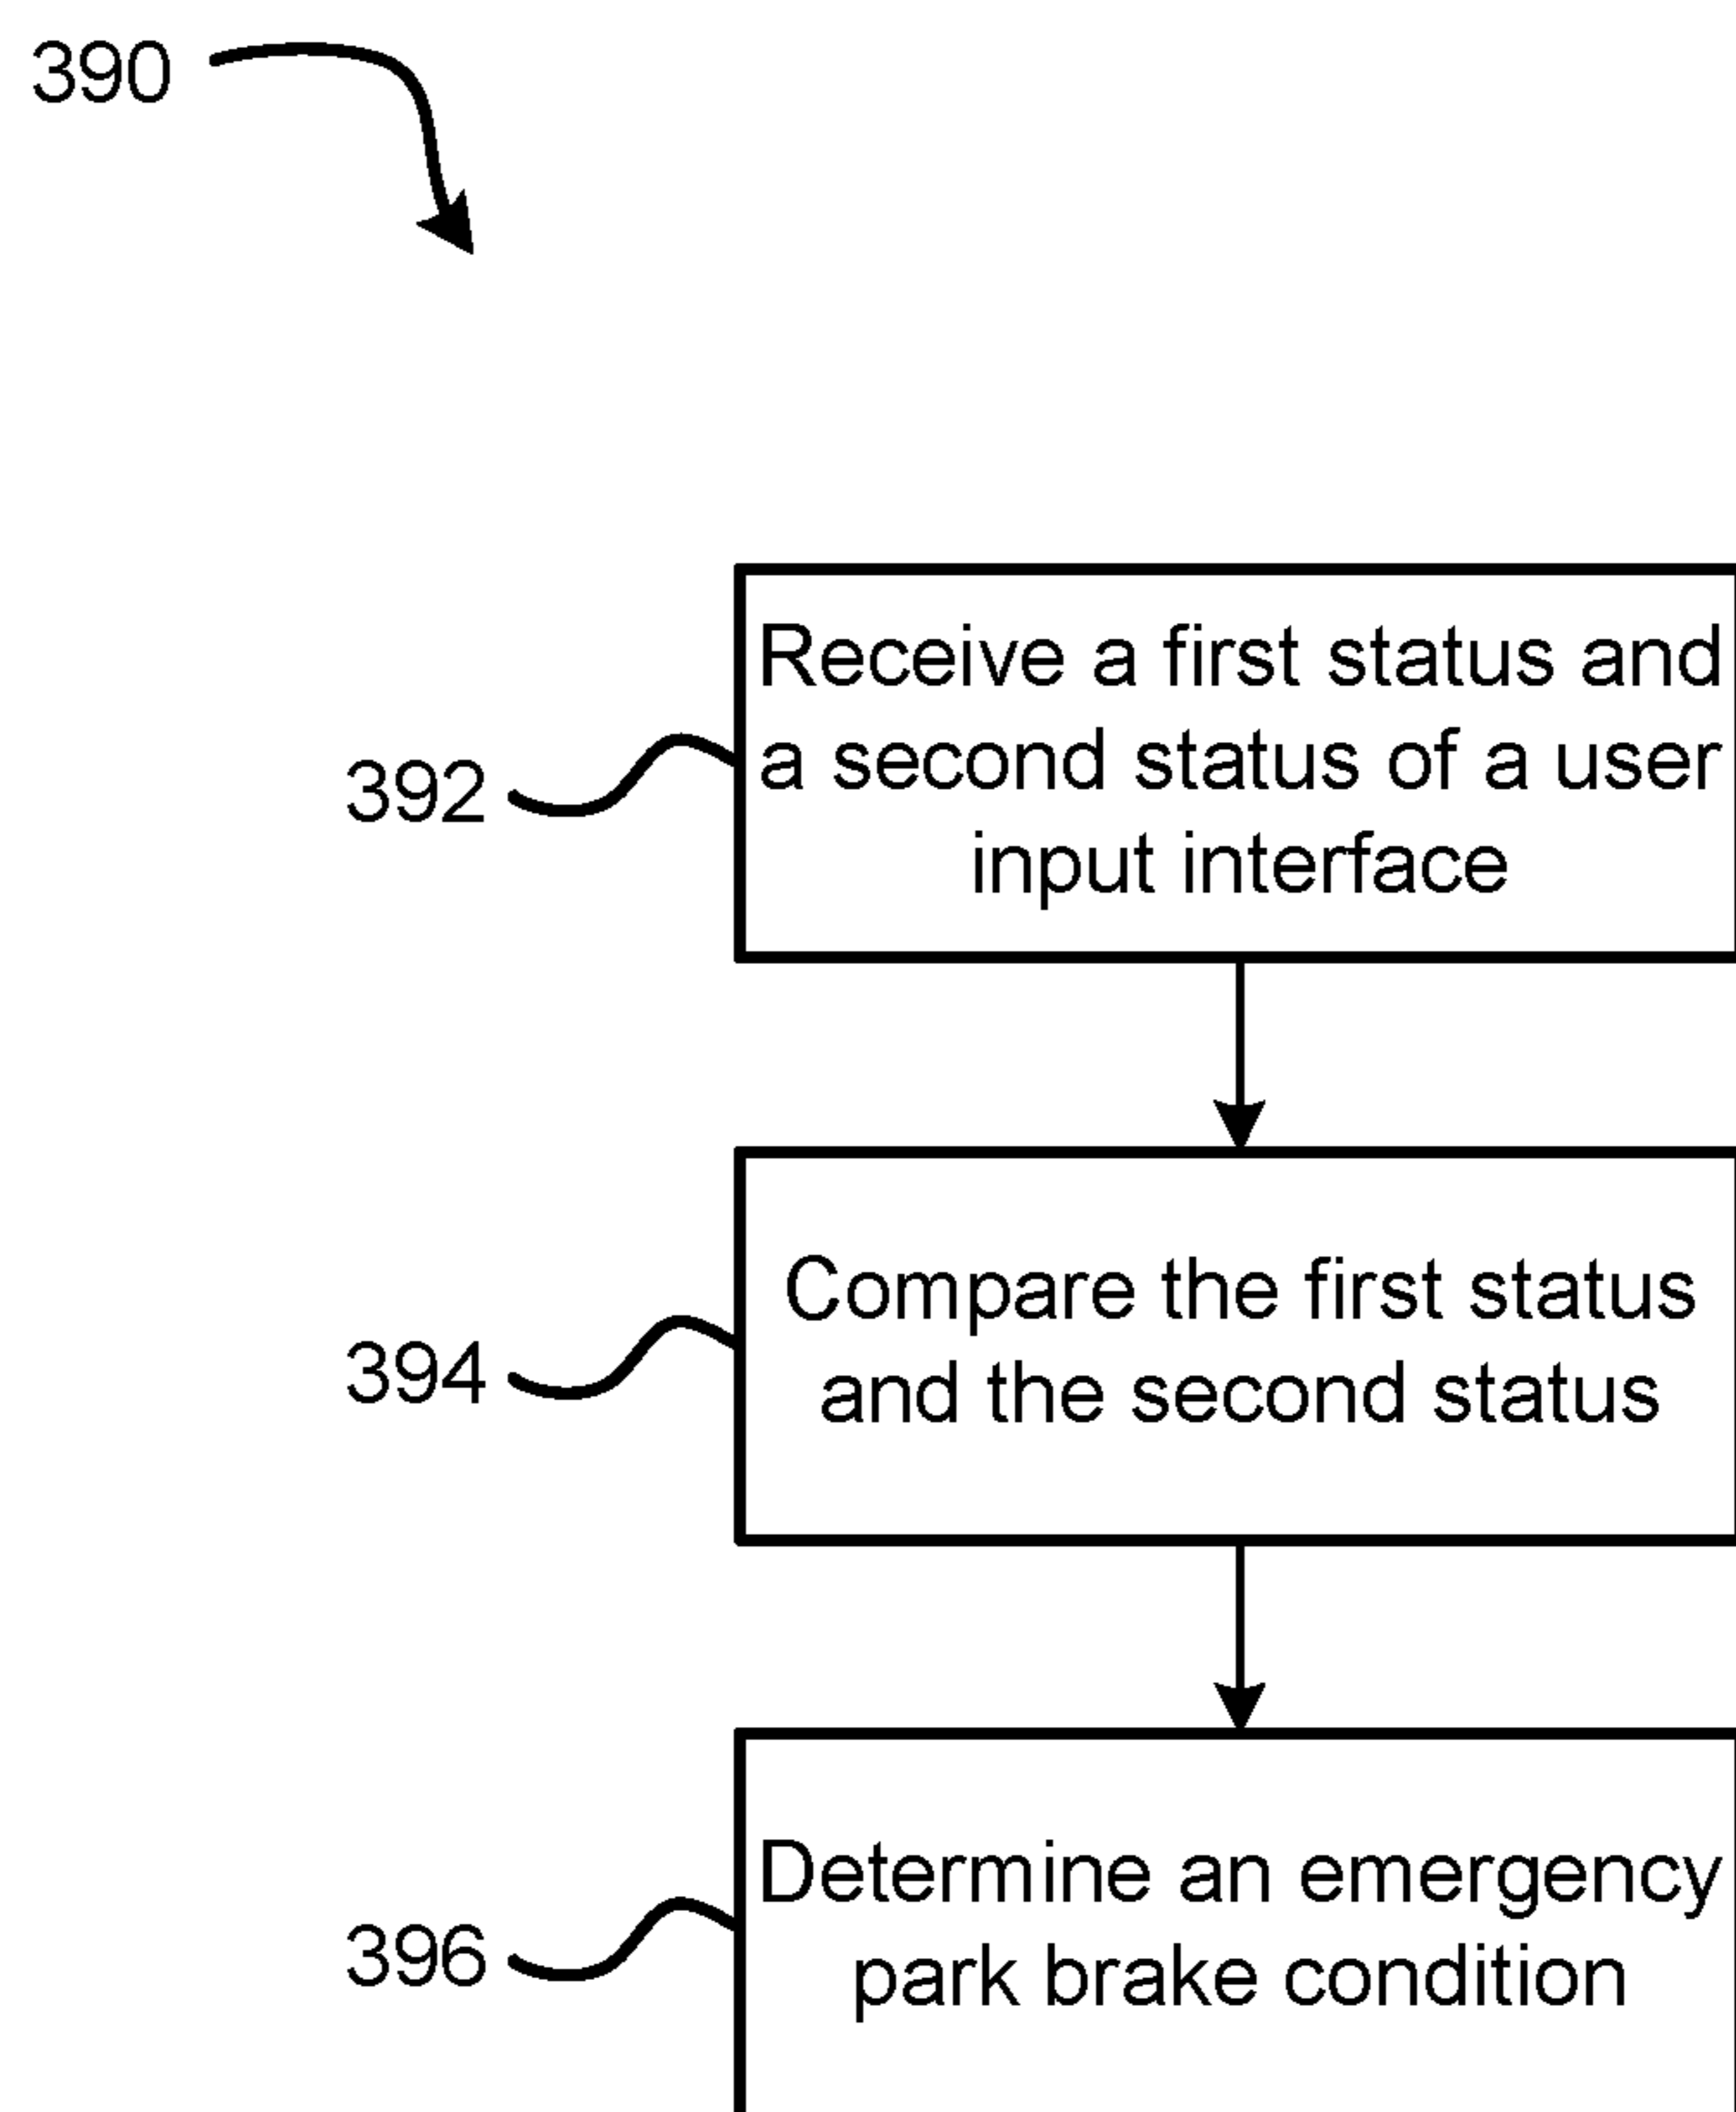 390
Receive a first status and
a second status of a user
input interface
392
Compare the first status
and the second status
394
Determine an emergency
park brake condition
396